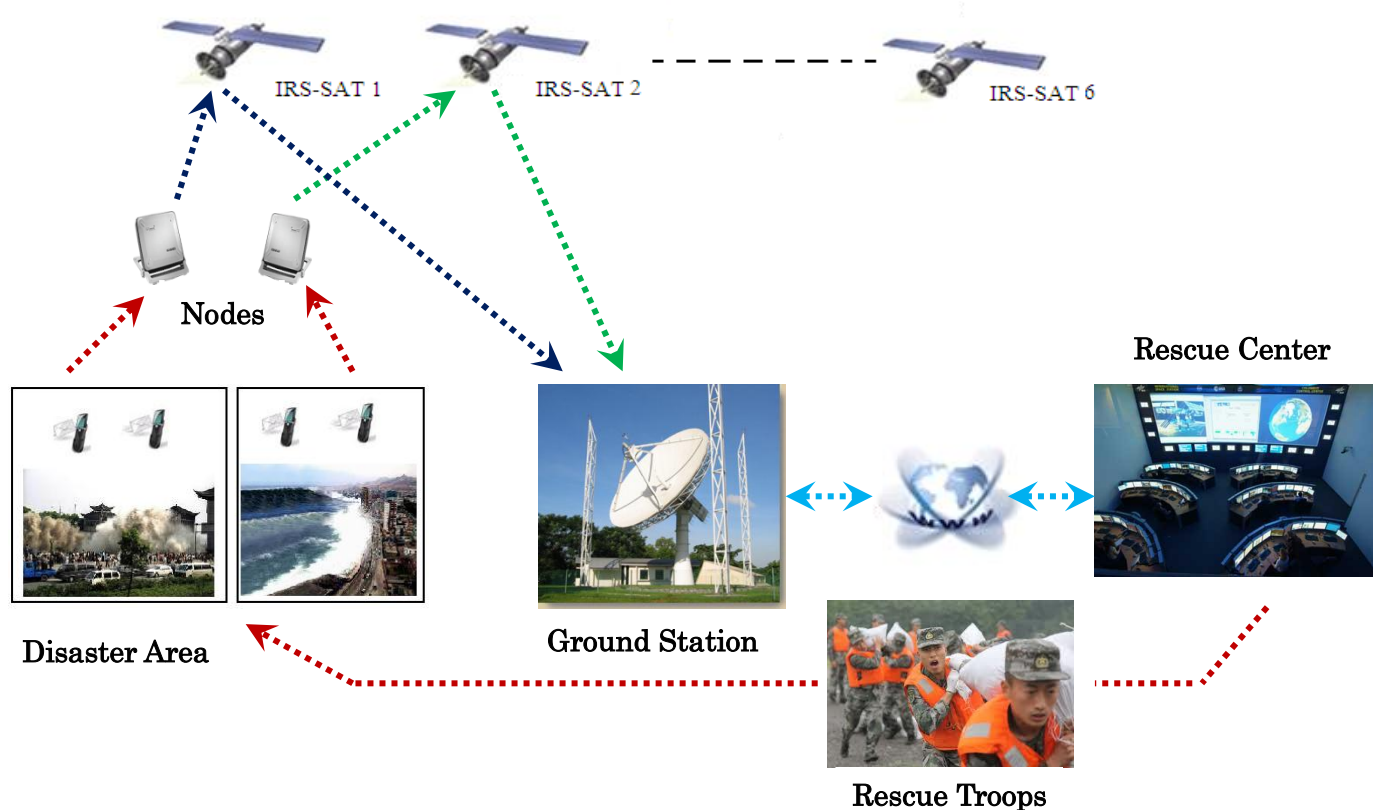 IRS-SAT 1
IRS-SAT 2
IRS-SAT 6
Nodes
Rescue Center
Disaster Area
Ground Station
Rescue Troops